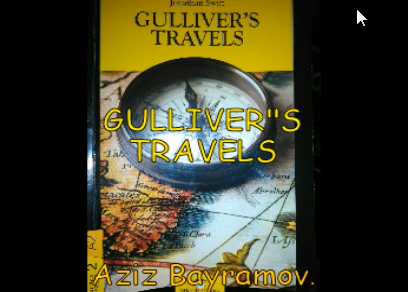 Jonathan Swift
GULLIVER'S
TRAVELS
GULLIVER"S
TRAVELS
Aziz Bayramov.